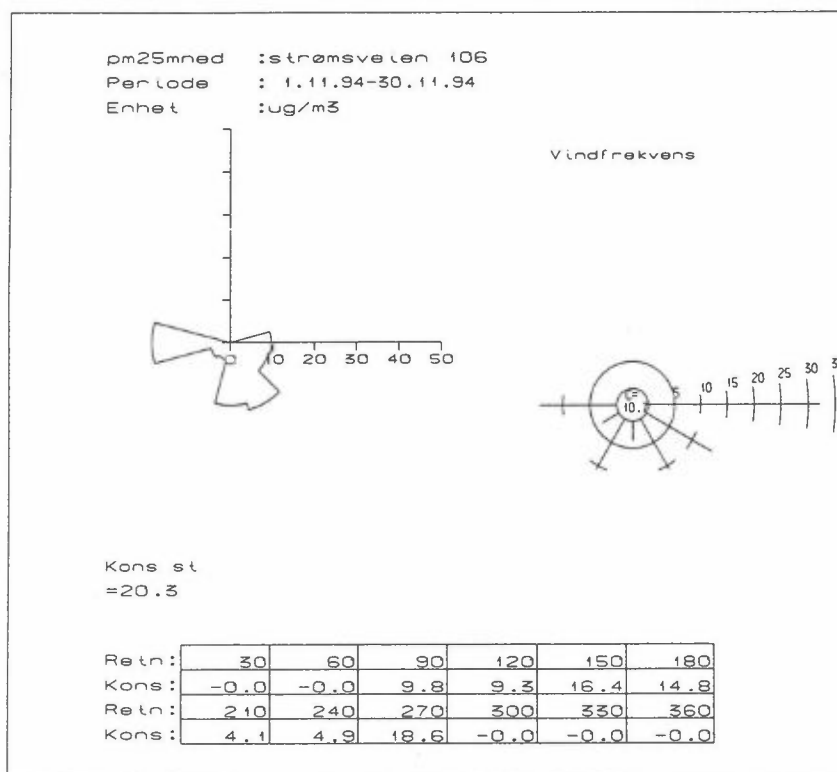 pm25mned :strømsveien 106
Periode : 1.11.94-30.11.94
Enhet :ug/m3
Vindfrekvens
0 10 20 30 40 50
C=
10.
5 10 15 20 25 30
Kons st
=20.3
Retn: 30 60 90 120 150 180
Kons: -0.0 -0.0 9.8 9.3 16.4 14.8
Retn: 210 240 270 300 330 360
Kons: 4.1 4.9 18.6 -0.0 -0.0 -0.0